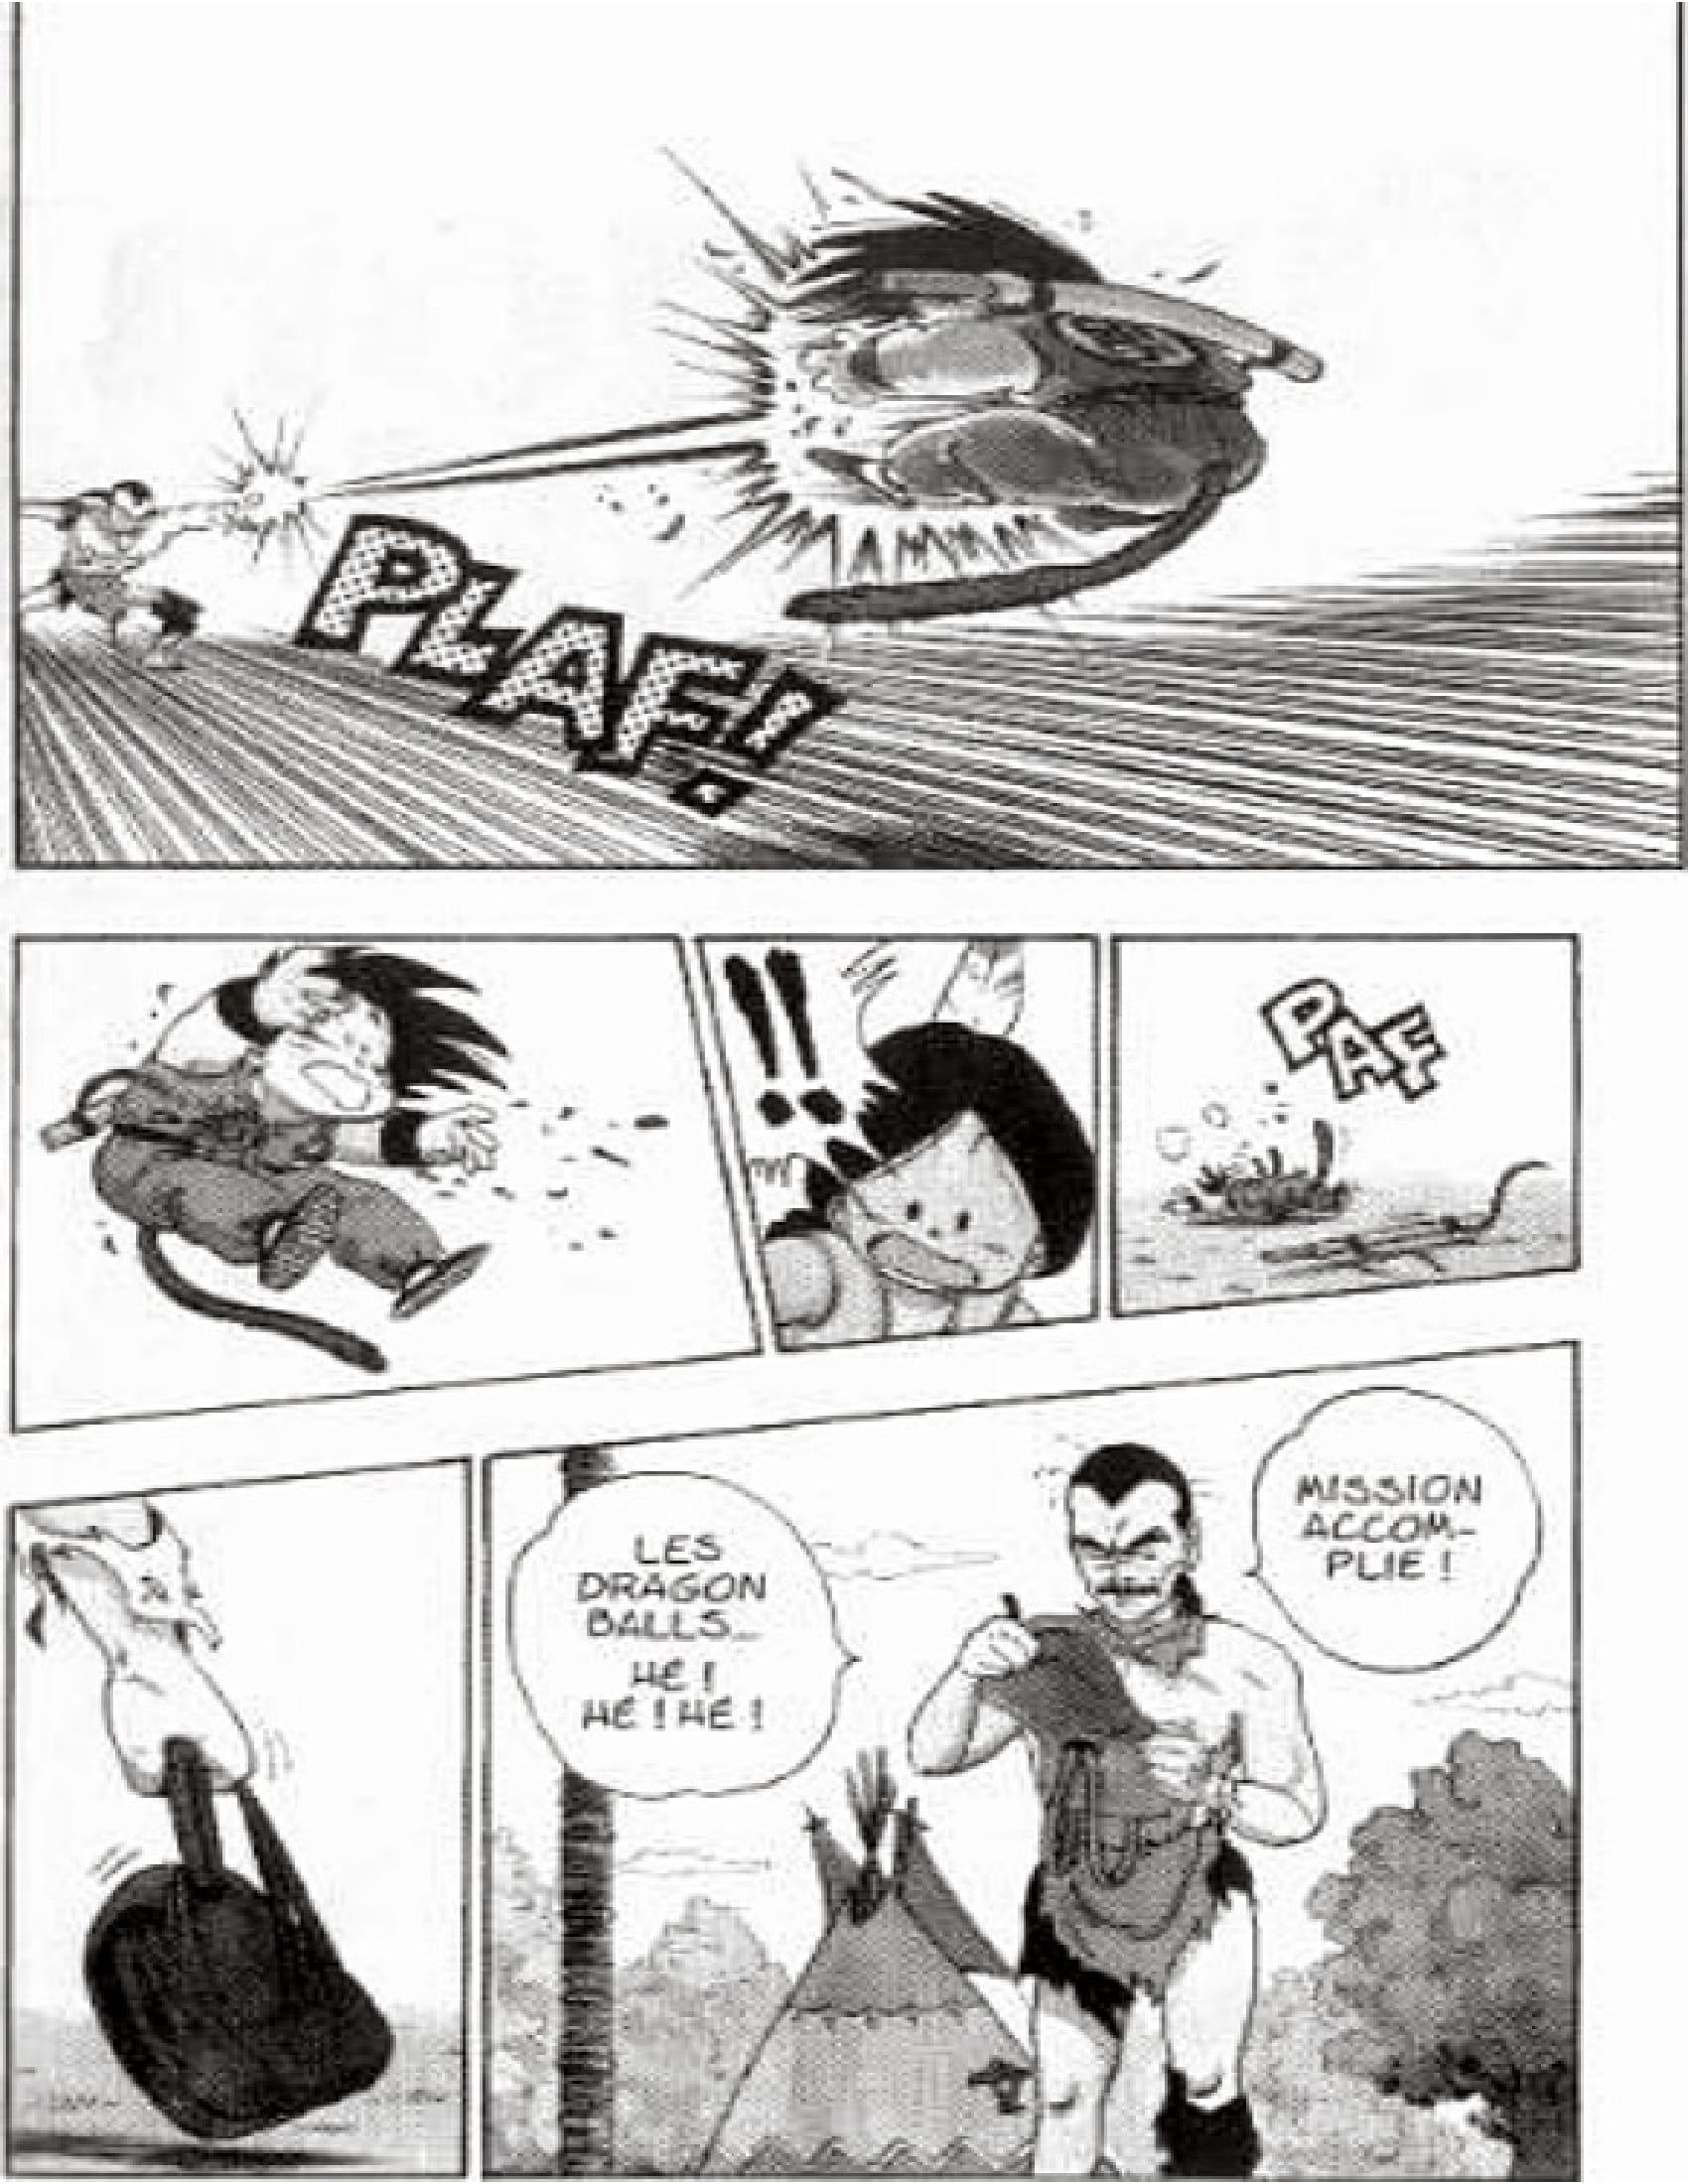 PLAF!
!!
PAF
LES
DRAGON
BALLS...
HÉ !
HÉ ! HÉ !
MISSION
ACCOM-
PLIE !